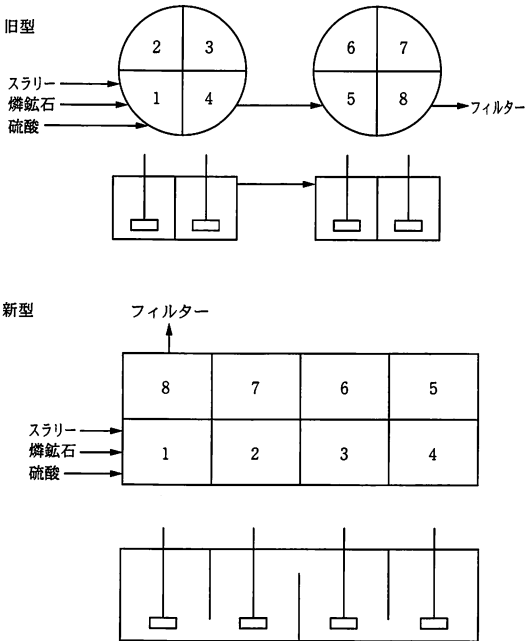 旧型
2 3 6 7
スラリー
燐鉱石
硫酸
1 4 5 8
フィルター
新型
フィルター
8 7 6 5
スラリー
燐鉱石
硫酸
1 2 3 4